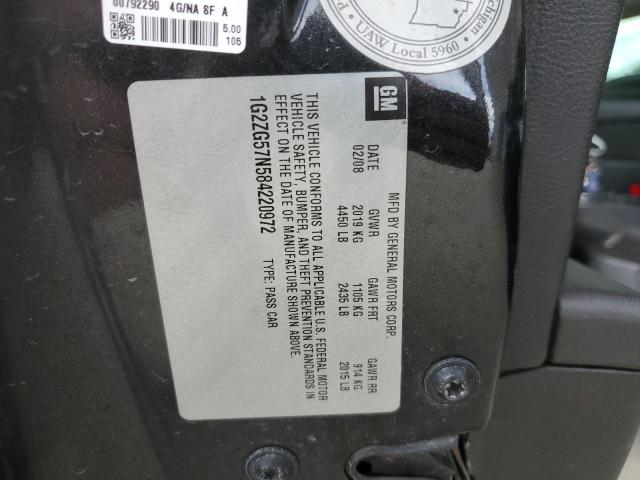 00792290 4G/NA 8F A
5.00
105
Michigan
UAW Local 5960
GM
MFD BY GENERAL MOTORS CORP.
DATE GVWR GAWR FRT GAWR RR
02/08 2019 KG 1105 KG 914 KG
4450 LB 2435 LB 2015 LB
THIS VEHICLE CONFORMS TO ALL APPLICABLE U.S. FEDERAL MOTOR
VEHICLE SAFETY, BUMPER, AND THEFT PREVENTION STANDARDS IN
EFFECT ON THE DATE OF MANUFACTURE SHOWN ABOVE.
1G2ZG57N584220972 TYPE: PASS CAR